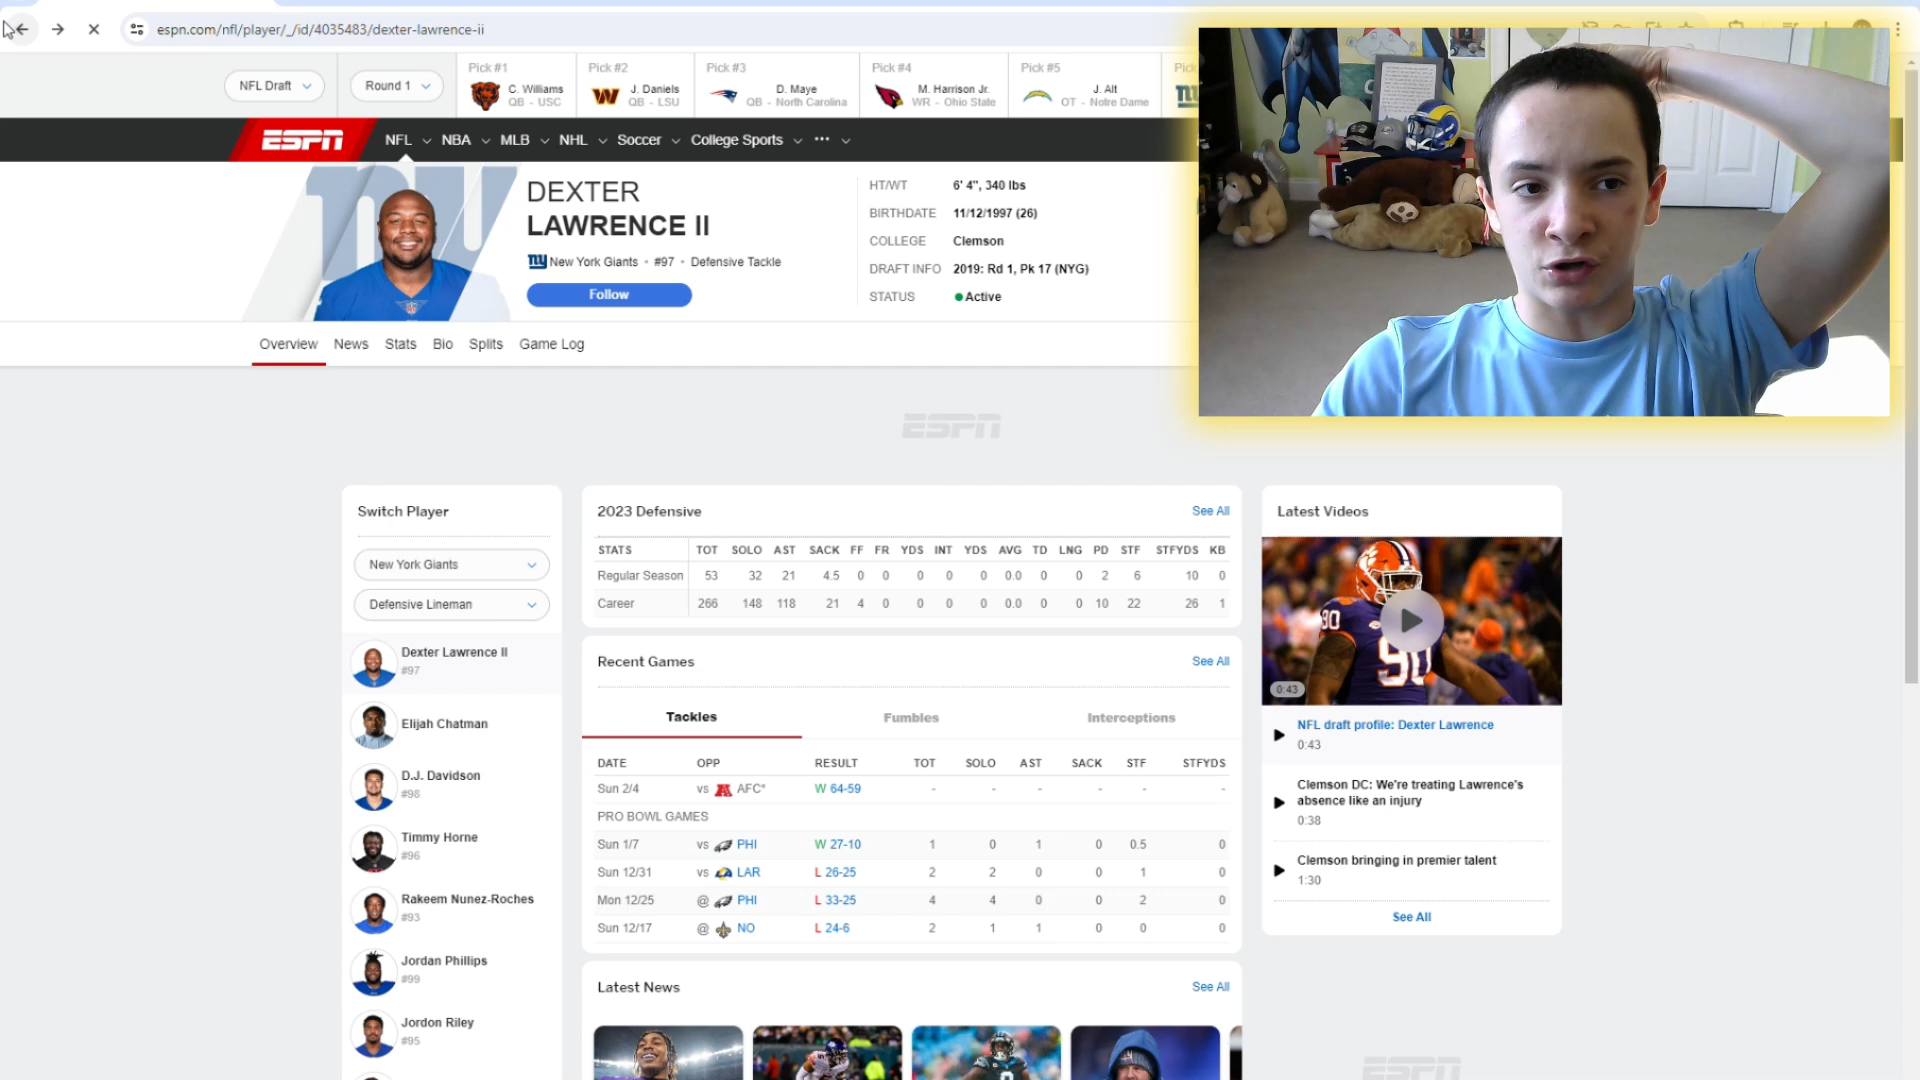 espn.com/nfl/player/_/id/4035483/dexter-lawrence-ii
NFL Draft
Round 1
Pick #1
C. Williams
QB - USC
Pick #2
J. Daniels
QB - LSU
Pick #3
D. Maye
QB - North Carolina
Pick #4
M. Harrison Jr.
WR - Ohio State
Pick #5
J. Alt
OT - Notre Dame
ESPN
NFL
NBA
MLB
NHL
Soccer
College Sports
DEXTER
LAWRENCE II
New York Giants • #97 • Defensive Tackle
Follow
HT/WT 6' 4", 340 lbs
BIRTHDATE 11/12/1997 (26)
COLLEGE Clemson
DRAFT INFO 2019: Rd 1, Pk 17 (NYG)
STATUS Active
Overview News Stats Bio Splits Game Log
ESPN
Switch Player
New York Giants
Defensive Lineman
Dexter Lawrence II
#97
Elijah Chatman
D.J. Davidson
#98
Timmy Horne
#96
Rakeem Nunez-Roches
#93
Jordan Phillips
#99
Jordon Riley
#95
2023 Defensive See All
STATS TOT SOLO AST SACK FF FR YDS INT YDS AVG TD LNG PD STF STFYDS KB
Regular Season 53 32 21 4.5 0 0 0 0 0 0.0 0 0 2 6 10 0
Career 266 148 118 21 4 0 0 0 0 0.0 0 0 10 22 26 1
Recent Games See All
Tackles Fumbles Interceptions
DATE OPP RESULT TOT SOLO AST SACK STF STFYDS
Sun 2/4 vs AFC* W 64-59 - - - - - -
PRO BOWL GAMES
Sun 1/7 vs PHI W 27-10 1 0 1 0 0.5 0
Sun 12/31 vs LAR L 26-25 2 2 0 0 1 0
Mon 12/25 @ PHI L 33-25 4 4 0 0 2 0
Sun 12/17 @ NO L 24-6 2 1 1 0 0 0
Latest News See All
Latest Videos
90
90
0:43
NFL draft profile: Dexter Lawrence
0:43
Clemson DC: We're treating Lawrence's
absence like an injury
0:38
Clemson bringing in premier talent
1:30
See All
ESPN